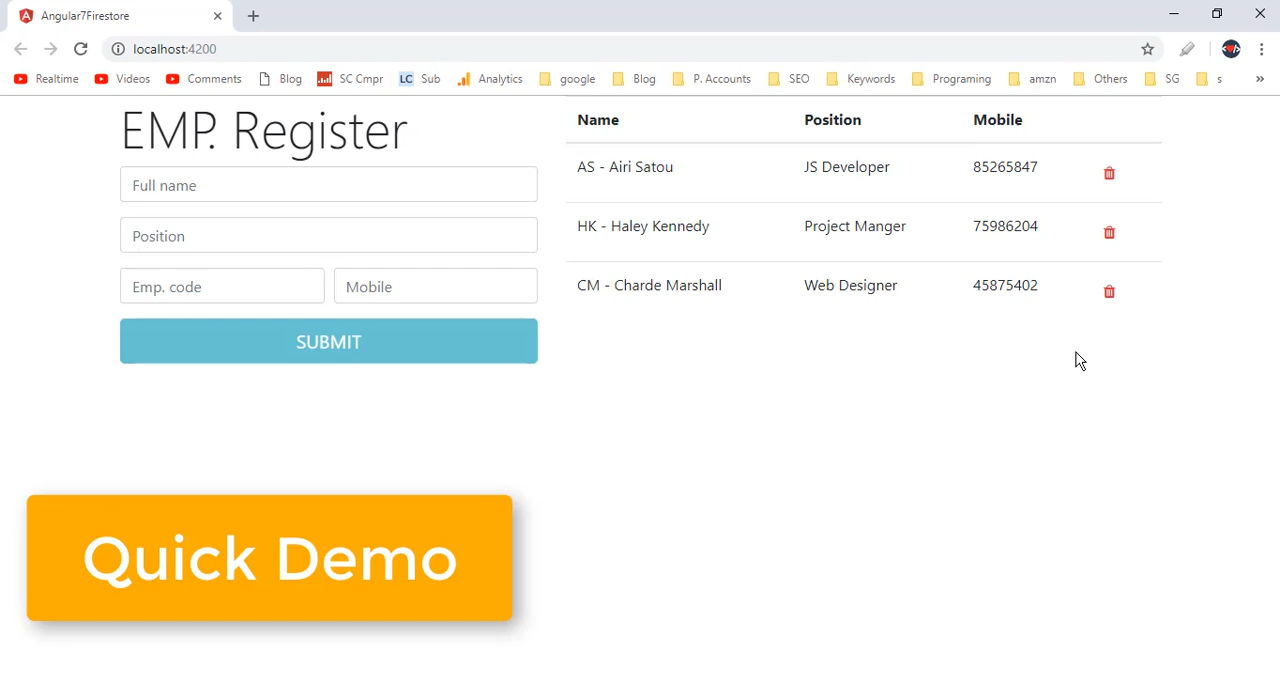 Angular7Firestore
localhost:4200
Realtime Videos Comments Blog SC Cmpr LC Sub Analytics google Blog P. Accounts SEO Keywords Programing amzn Others SG s »
EMP. Register
Full name
Position
Emp. code Mobile
SUBMIT
Name Position Mobile
AS - Airi Satou JS Developer 85265847
HK - Haley Kennedy Project Manger 75986204
CM - Charde Marshall Web Designer 45875402
Quick Demo